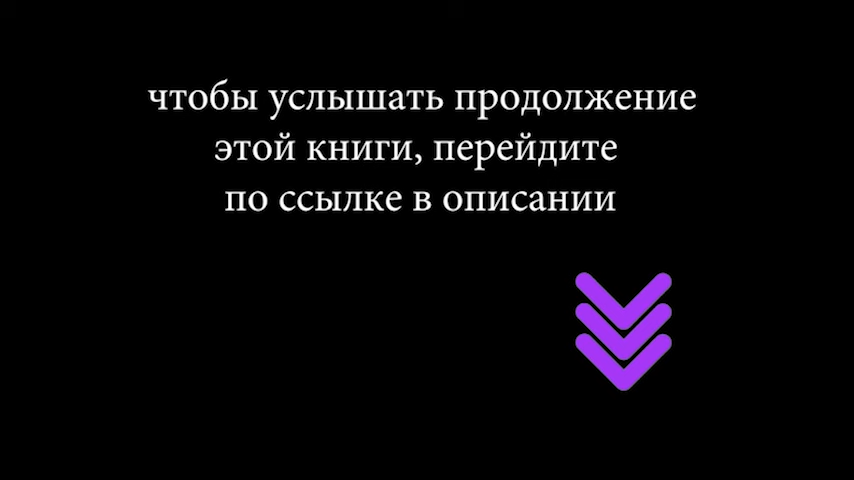 чтобы услышать продолжение
этой книги, перейдите
по ссылке в описании